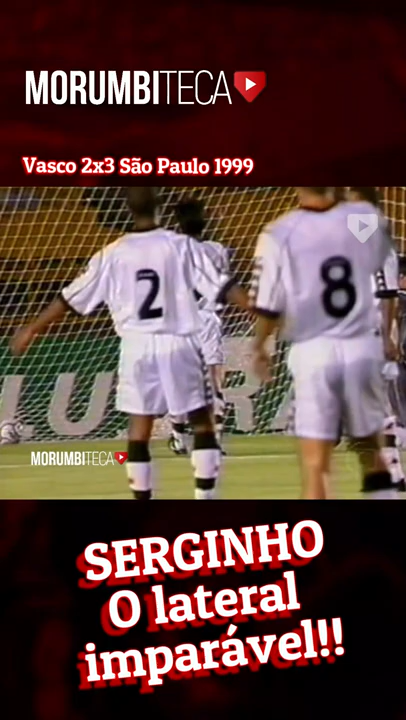 MORUMBITECA
Vasco 2x3 São Paulo 1999
2
8
MORUMBITECA
SERGINHO
O lateral
imparável!!